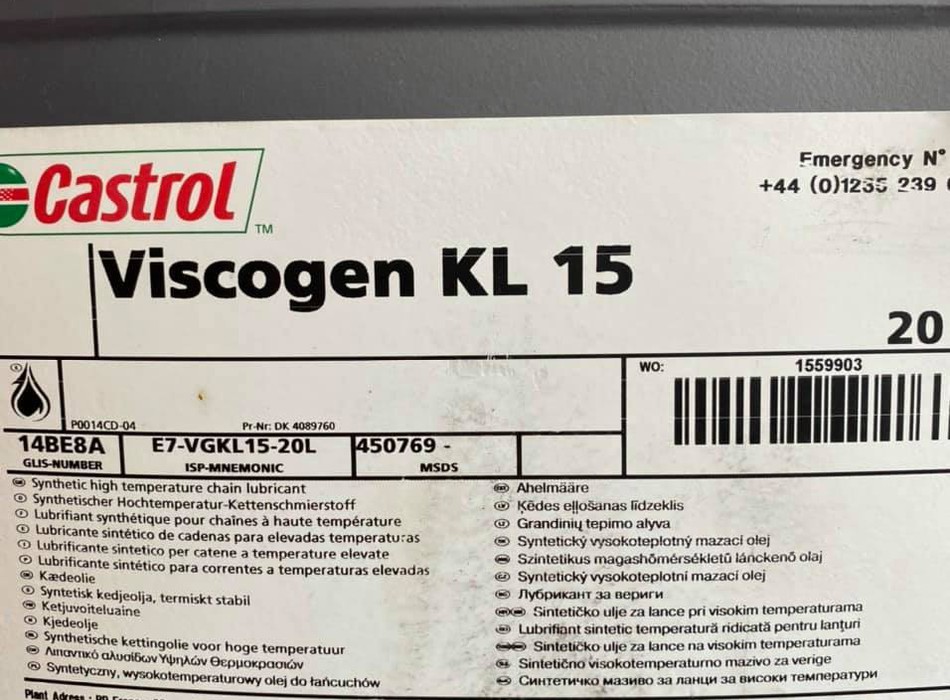 Emergency N°
+44 (0)1235 239
Castrol TM
Viscogen KL 15
20
WO: 1559903
P0014CD-04 Pr-Nr: DK 4089760
14BE8A E7-VGKL15-20L 450769 -
GLIS-NUMBER ISP-MNEMONIC MSDS
Synthetic high temperature chain lubricant
Synthetischer Hochtemperatur-Kettenschmierstoff
Lubrifiant synthétique pour chaînes à haute température
Lubricante sintético de cadenas para elevadas temperaturas
Lubrificante sintetico per catene a temperature elevate
Lubrificante sintético para correntes a temperaturas elevadas
Kædeolie
Syntetisk kedjeolja, termiskt stabil
Ketjuvoiteluaine
Kjedeolje
Synthetische kettingolie voor hoge temperatuur
Λιπαντικό αλυσίδων Υψηλών Θερμοκρασιών
Syntetyczny, wysokotemperaturowy olej do łańcuchów
Ahelmääre
Ķēdes eļļošanas līdzeklis
Grandinių tepimo alyva
Syntetický vysokoteplotný mazací olej
Szintetikus magashőmérsékletű lánckenő olaj
Syntetický vysokoteplotní mazací olej
Лубрикант за вериги
Sintetičko ulje za lance pri visokim temperaturama
Lubrifiant sintetic temperatură ridicată pentru lanțuri
Sintetičko ulje za lance na visokim temperaturama
Sintetično visokotemperaturno mazivo za verige
Синтетичко мазиво за ланци за високи температури
Plant Adress